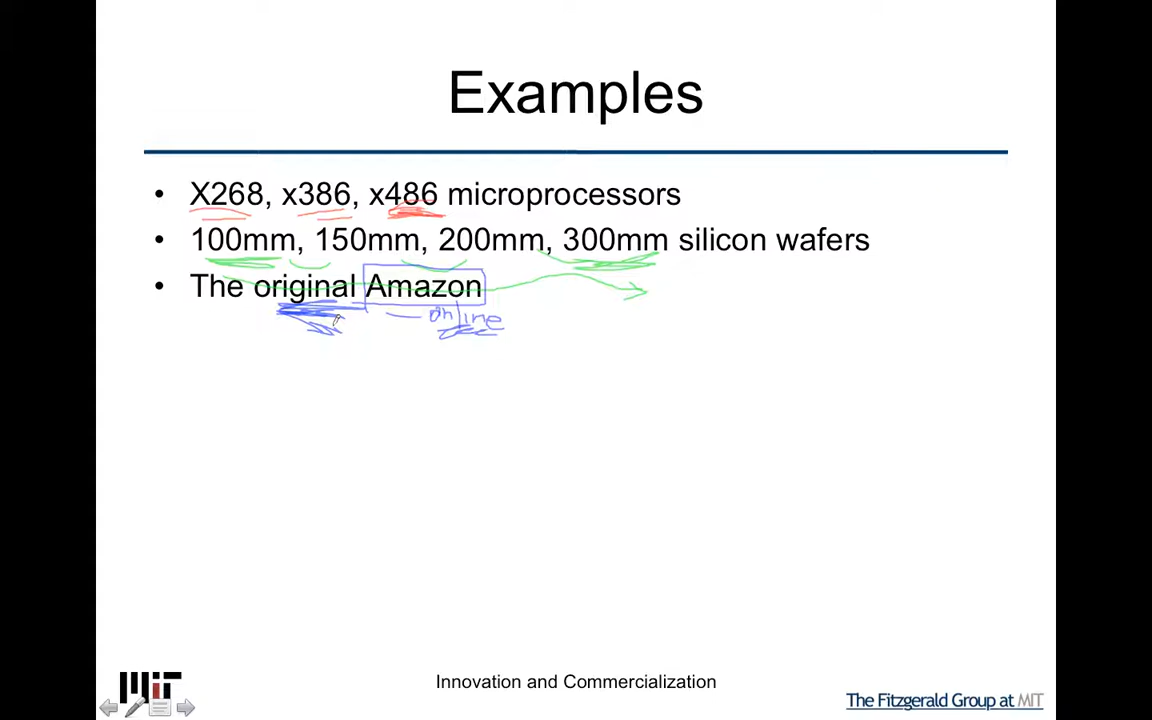 Examples
• X268, x386, x486 microprocessors
• 100mm, 150mm, 200mm, 300mm silicon wafers
• The original Amazon
online
MIT
Innovation and Commercialization
The Fitzgerald Group at MIT